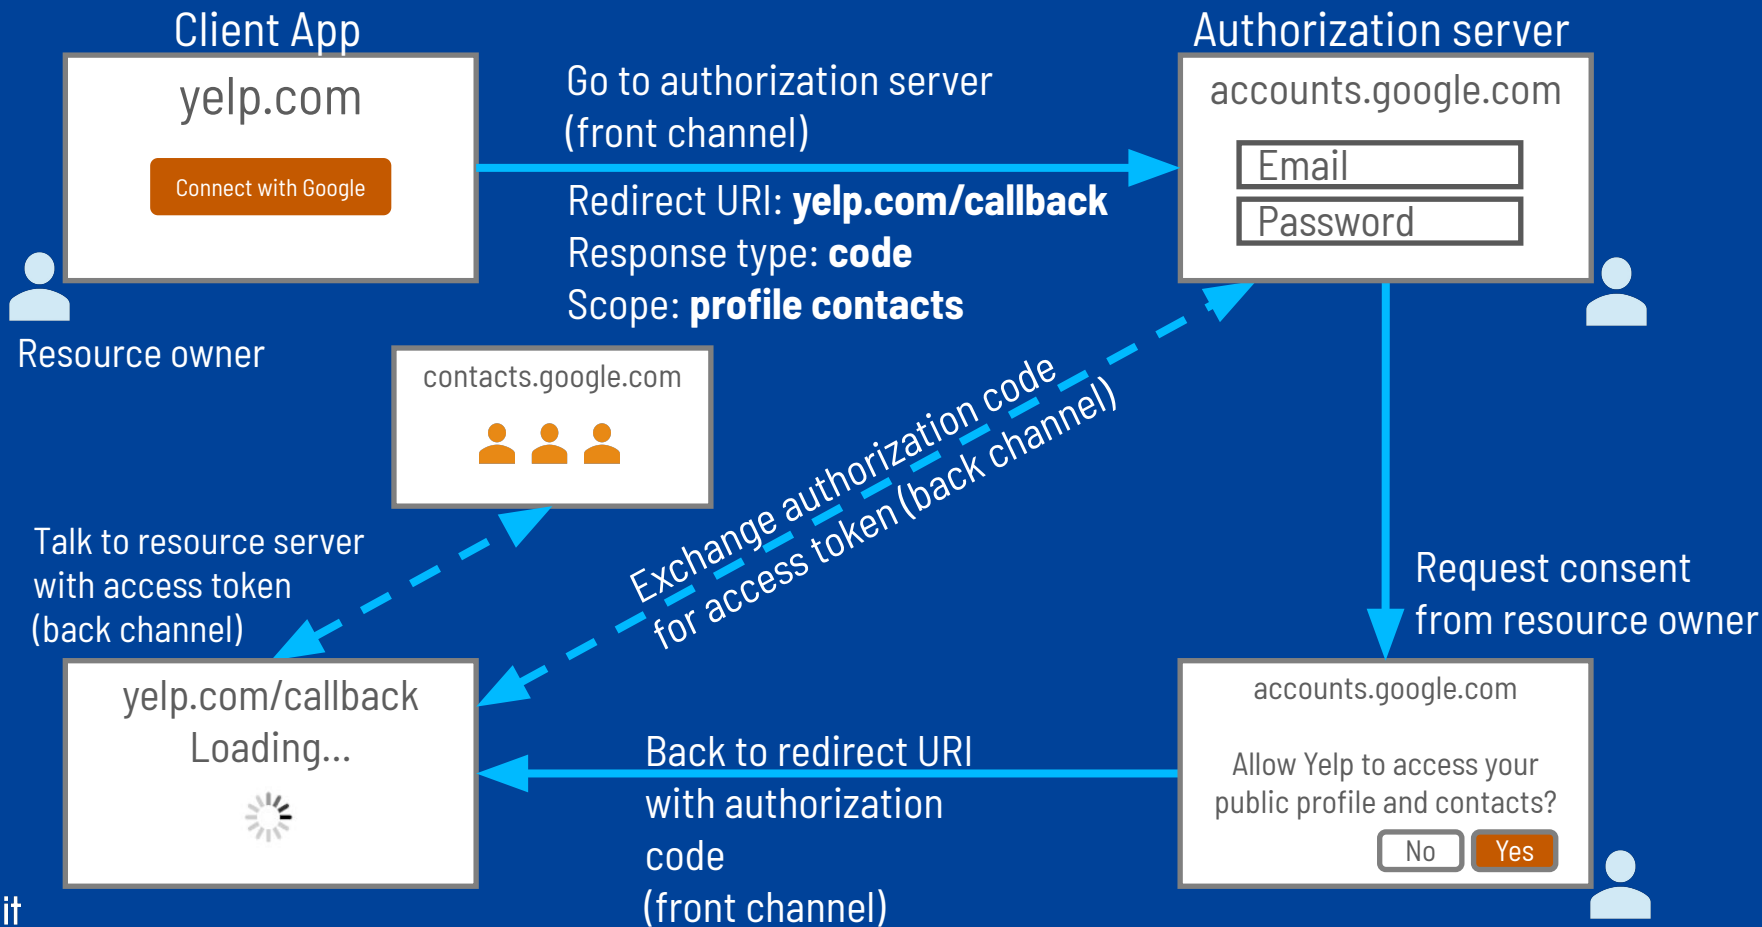 Client App
yelp.com
Connect with Google
Resource owner
Go to authorization server
(front channel)
Redirect URI: yelp.com/callback
Response type: code
Scope: profile contacts
Authorization server
accounts.google.com
Email
Password
contacts.google.com
Exchange authorization code
for access token (back channel)
Talk to resource server
with access token
(back channel)
Request consent
from resource owner
yelp.com/callback
Loading...
Back to redirect URI
with authorization
code
(front channel)
accounts.google.com
Allow Yelp to access your
public profile and contacts?
No
Yes
it